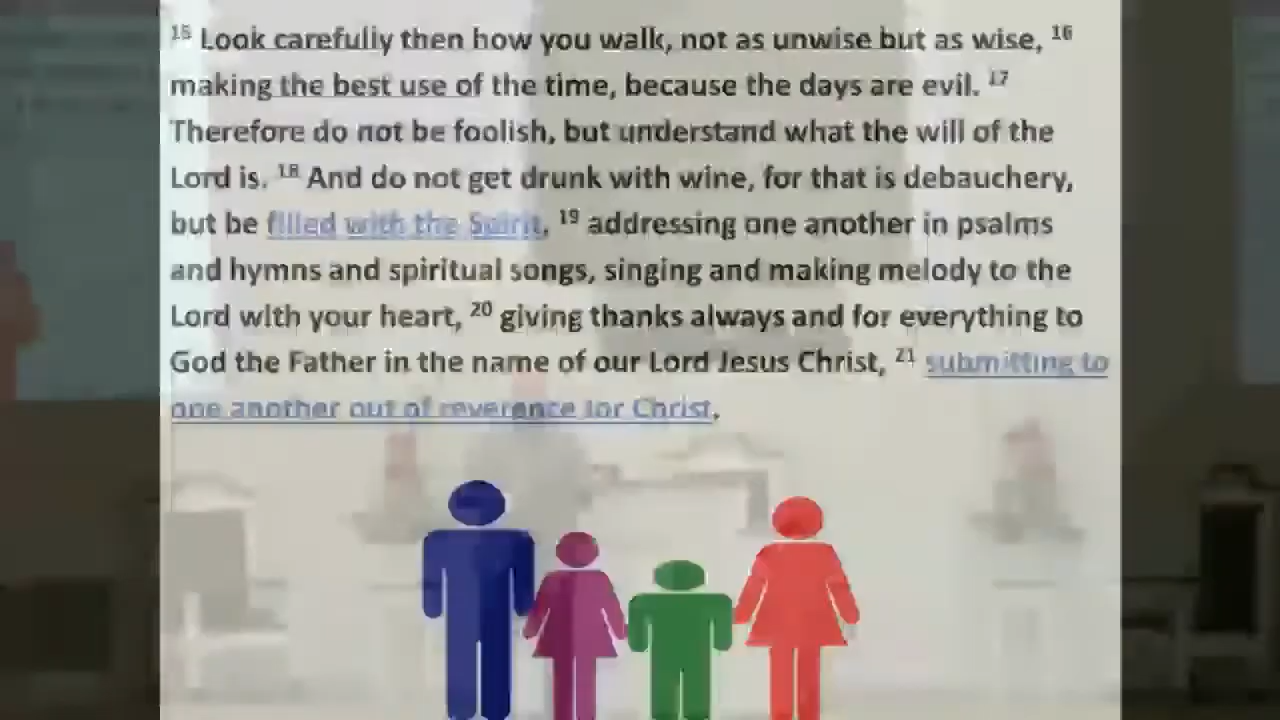 15 Look carefully then how you walk, not as unwise but as wise, 16
making the best use of the time, because the days are evil. 17
Therefore do not be foolish, but understand what the will of the
Lord is. 18 And do not get drunk with wine, for that is debauchery,
but be filled with the Spirit, 19 addressing one another in psalms
and hymns and spiritual songs, singing and making melody to the
Lord with your heart, 20 giving thanks always and for everything to
God the Father in the name of our Lord Jesus Christ, 21 submitting to
one another out of reverence for Christ.